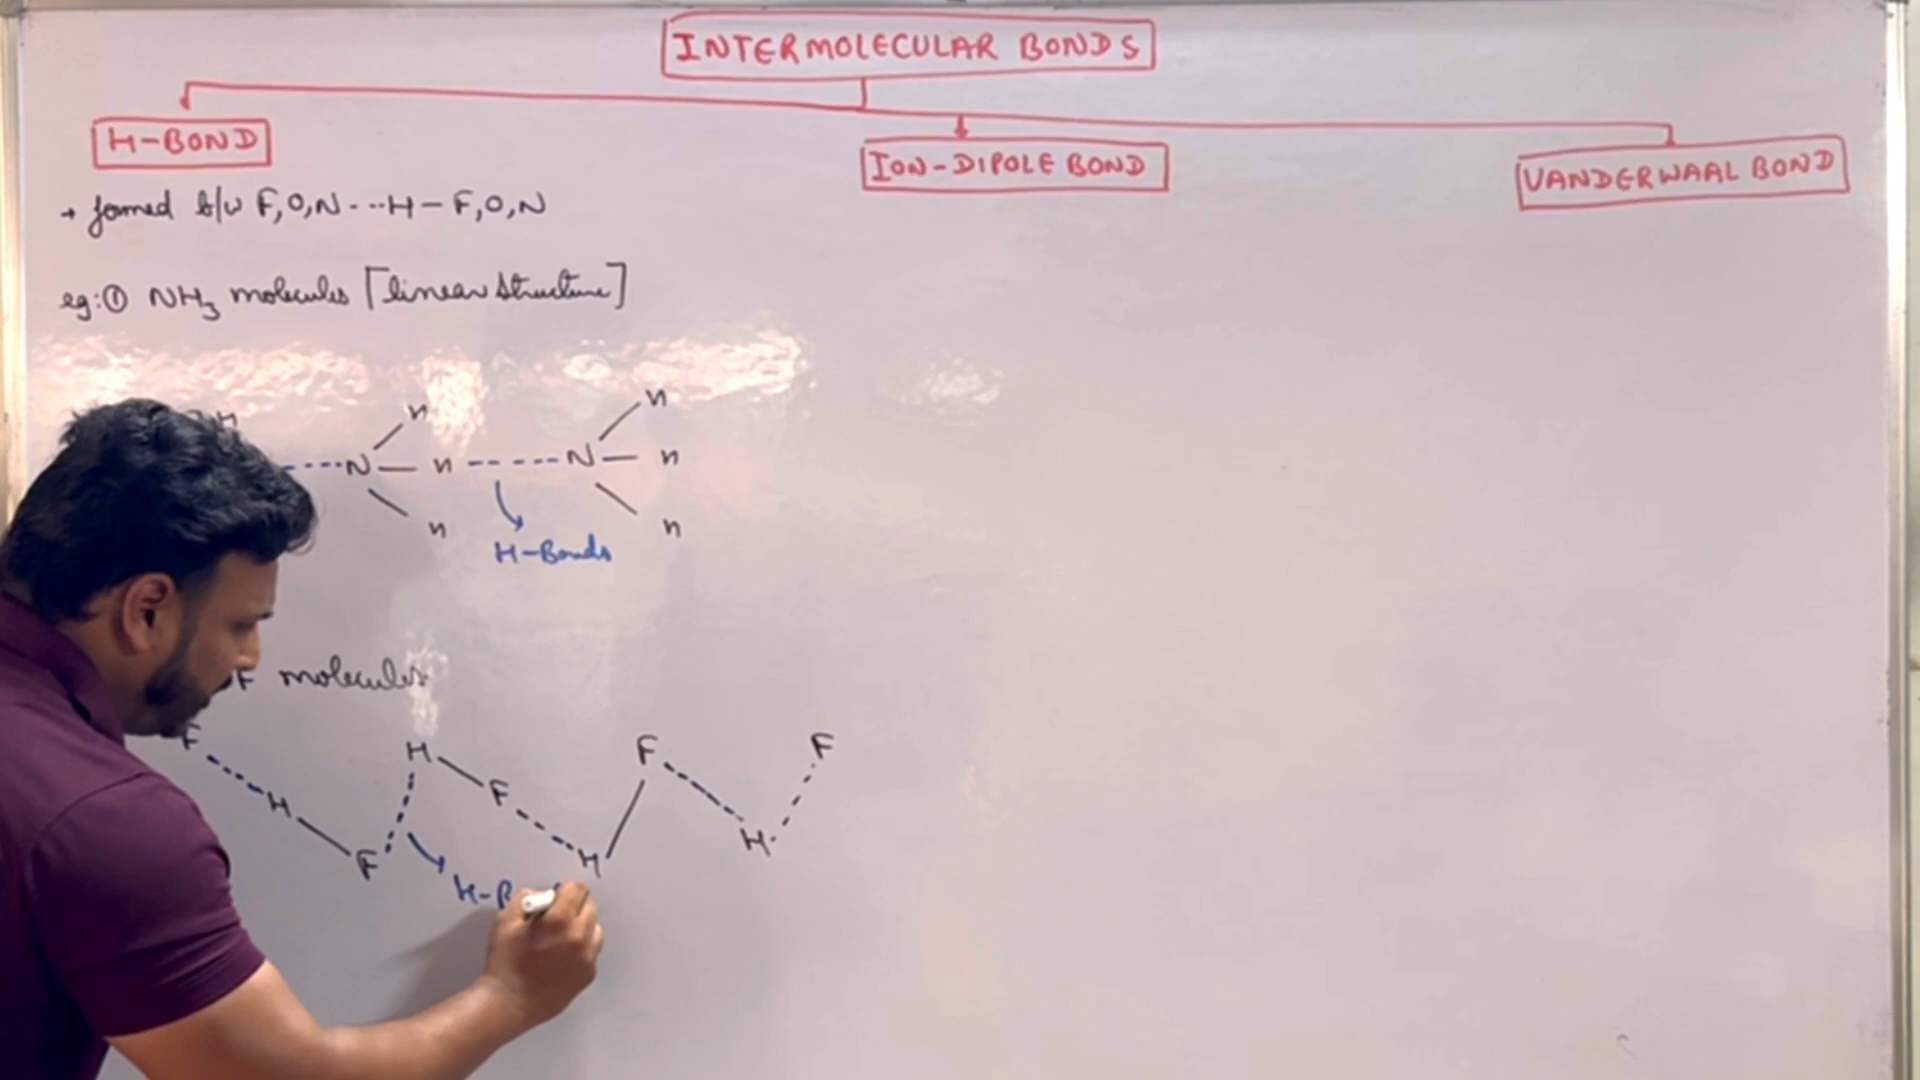 INTERMOLECULAR BONDS
H-BOND
ION-DIPOLE BOND
VANDERWAAL BOND
→ formed b/w F,O,N----H-F,O,N
eg:① NH3 molecules [linear structure]
H n n
----N - n -----N - n
n n
H-Bonds
F molecules
F H F F
H F
F H H
H-B